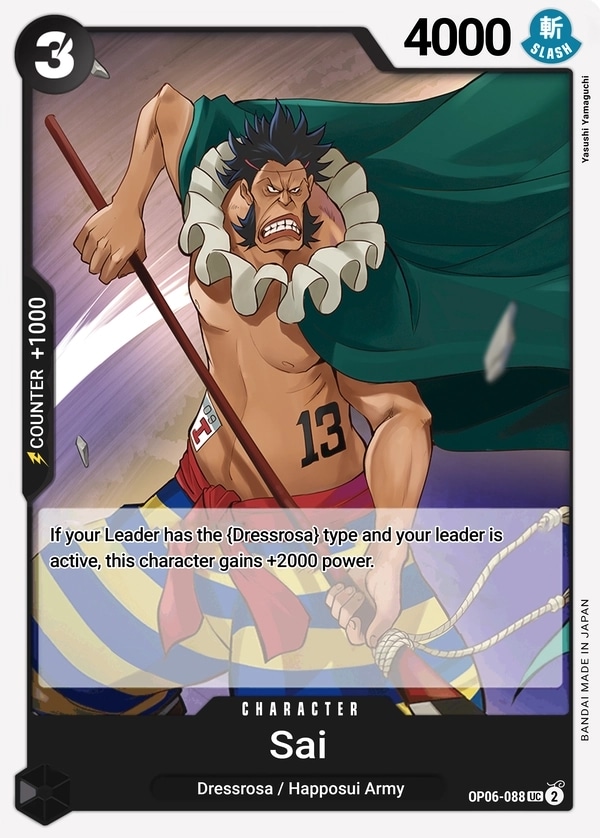 3
4000
斬
SLASH
Yasushi Yamaguchi
COUNTER +1000
13
If your Leader has the {Dressrosa} type and your leader is
active, this character gains +2000 power.
BANDAI MADE IN JAPAN
CHARACTER
Sai
Dressrosa / Happosui Army
OP06-088 UC 2